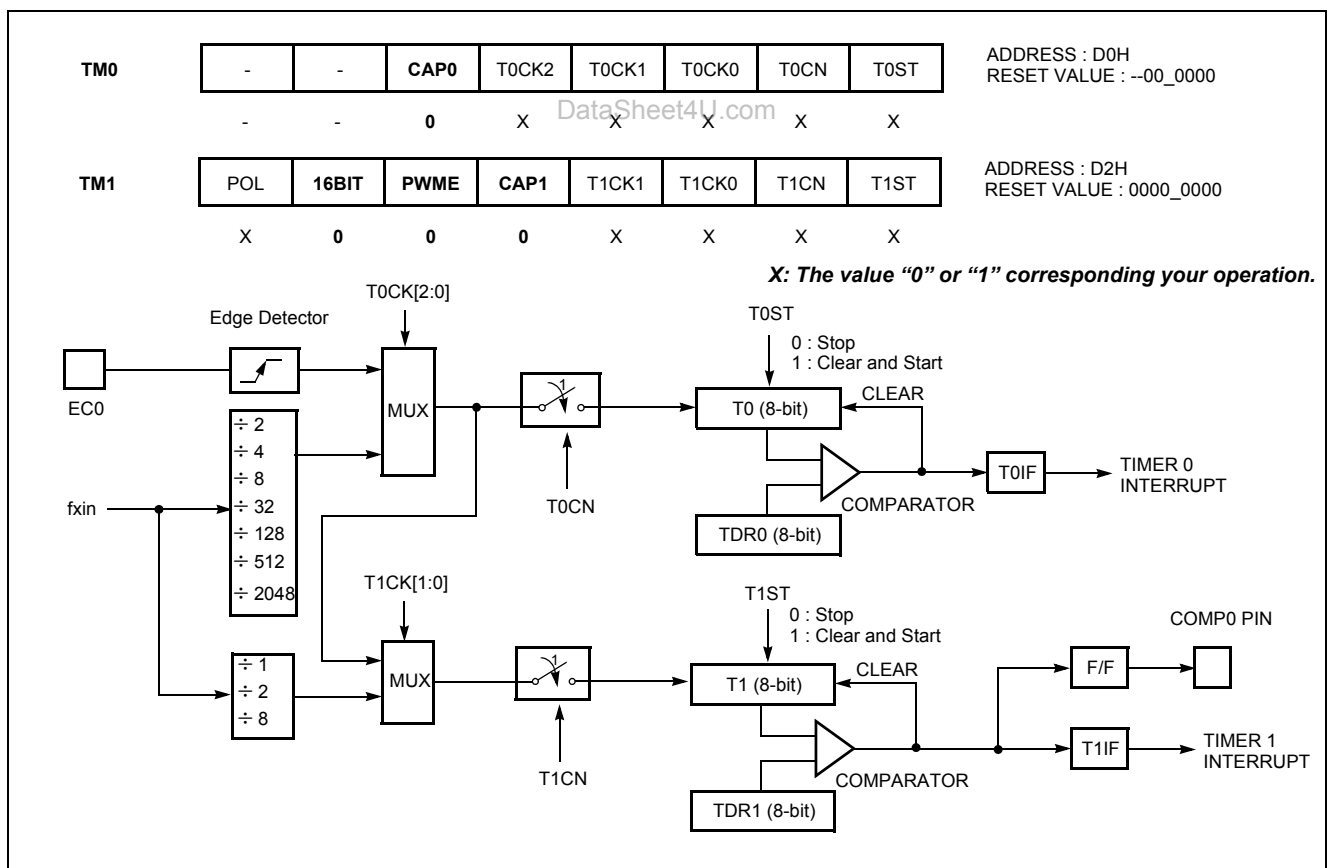 TM0 - - CAP0 T0CK2 T0CK1 T0CK0 T0CN T0ST
ADDRESS : D0H
RESET VALUE : --00_0000
DataSheet4U.com
- - 0 X X X X X
TM1 POL 16BIT PWME CAP1 T1CK1 T1CK0 T1CN T1ST
ADDRESS : D2H
RESET VALUE : 0000_0000
X 0 0 0 X X X X
X: The value “0” or “1” corresponding your operation.
T0CK[2:0]
Edge Detector
EC0
MUX
1
T0CN
T0ST
0 : Stop
1 : Clear and Start
T0 (8-bit)
CLEAR
COMPARATOR
TDR0 (8-bit)
T0IF
TIMER 0
INTERRUPT
fxin
÷ 2
÷ 4
÷ 8
÷ 32
÷ 128
÷ 512
÷ 2048
T1CK[1:0]
÷ 1
÷ 2
÷ 8
MUX
1
T1CN
T1ST
0 : Stop
1 : Clear and Start
T1 (8-bit)
CLEAR
COMPARATOR
TDR1 (8-bit)
COMP0 PIN
F/F
T1IF
TIMER 1
INTERRUPT